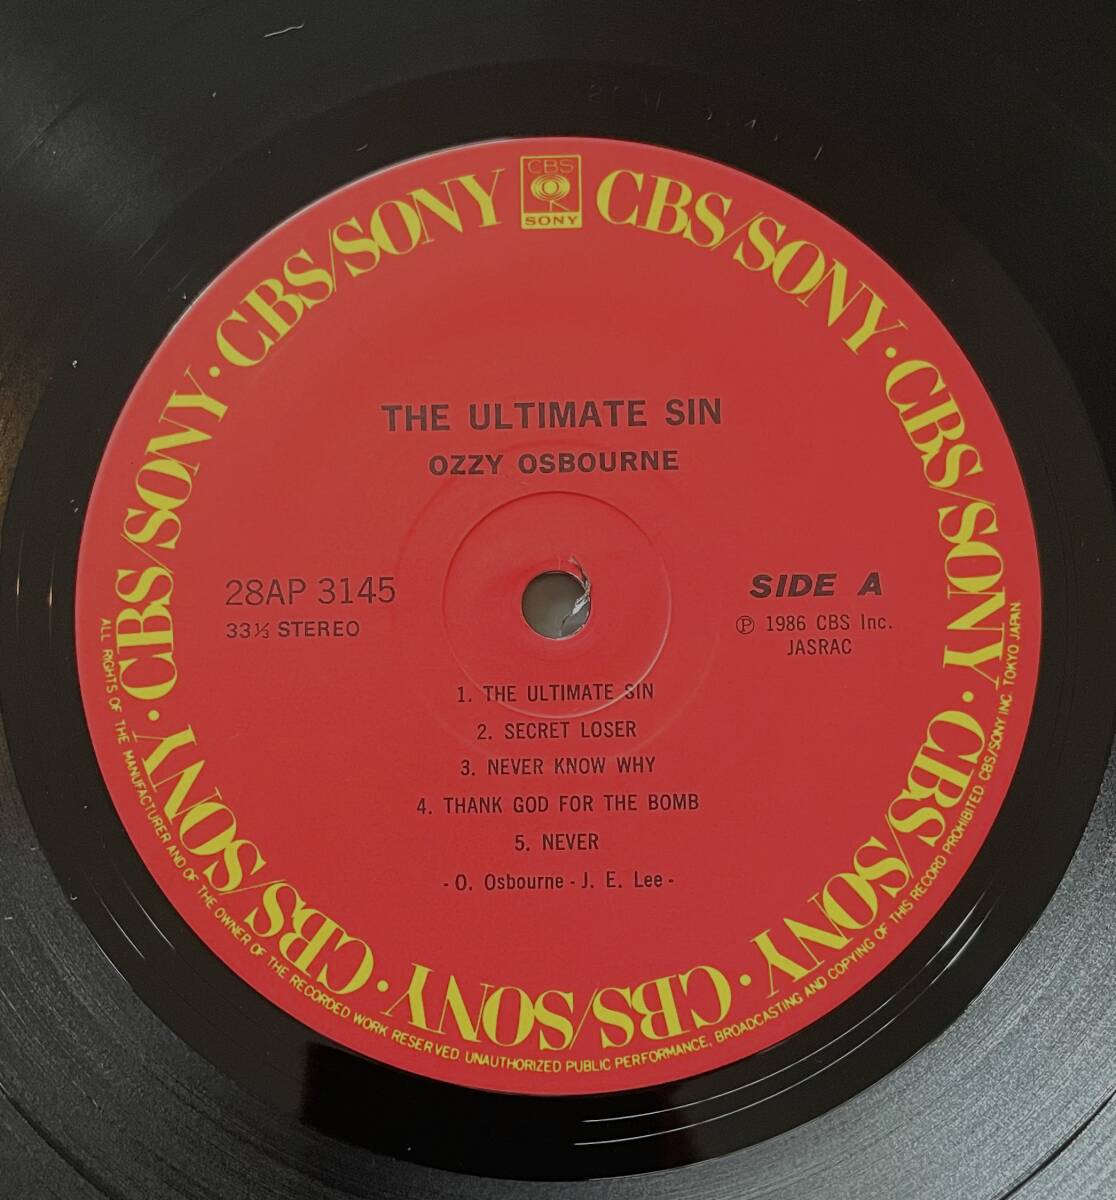 CBS
SONY
CBS/SONY · CBS/SONY · CBS/SONY · CBS/SONY · CBS/SONY · CBS/SONY · CBS/SONY · CBS/SONY · CBS/SONY
THE ULTIMATE SIN
OZZY OSBOURNE
28AP 3145
33⅓ STEREO
SIDE A
Ⓟ 1986 CBS Inc.
JASRAC
1. THE ULTIMATE SIN
2. SECRET LOSER
3. NEVER KNOW WHY
4. THANK GOD FOR THE BOMB
5. NEVER
- O. Osbourne - J. E. Lee -
ALL RIGHTS OF THE MANUFACTURER AND OF THE OWNER OF THE RECORDED WORK RESERVED. UNAUTHORIZED PUBLIC PERFORMANCE, BROADCASTING AND COPYING OF THIS RECORD PROHIBITED CBS/SONY INC. TOKYO JAPAN.